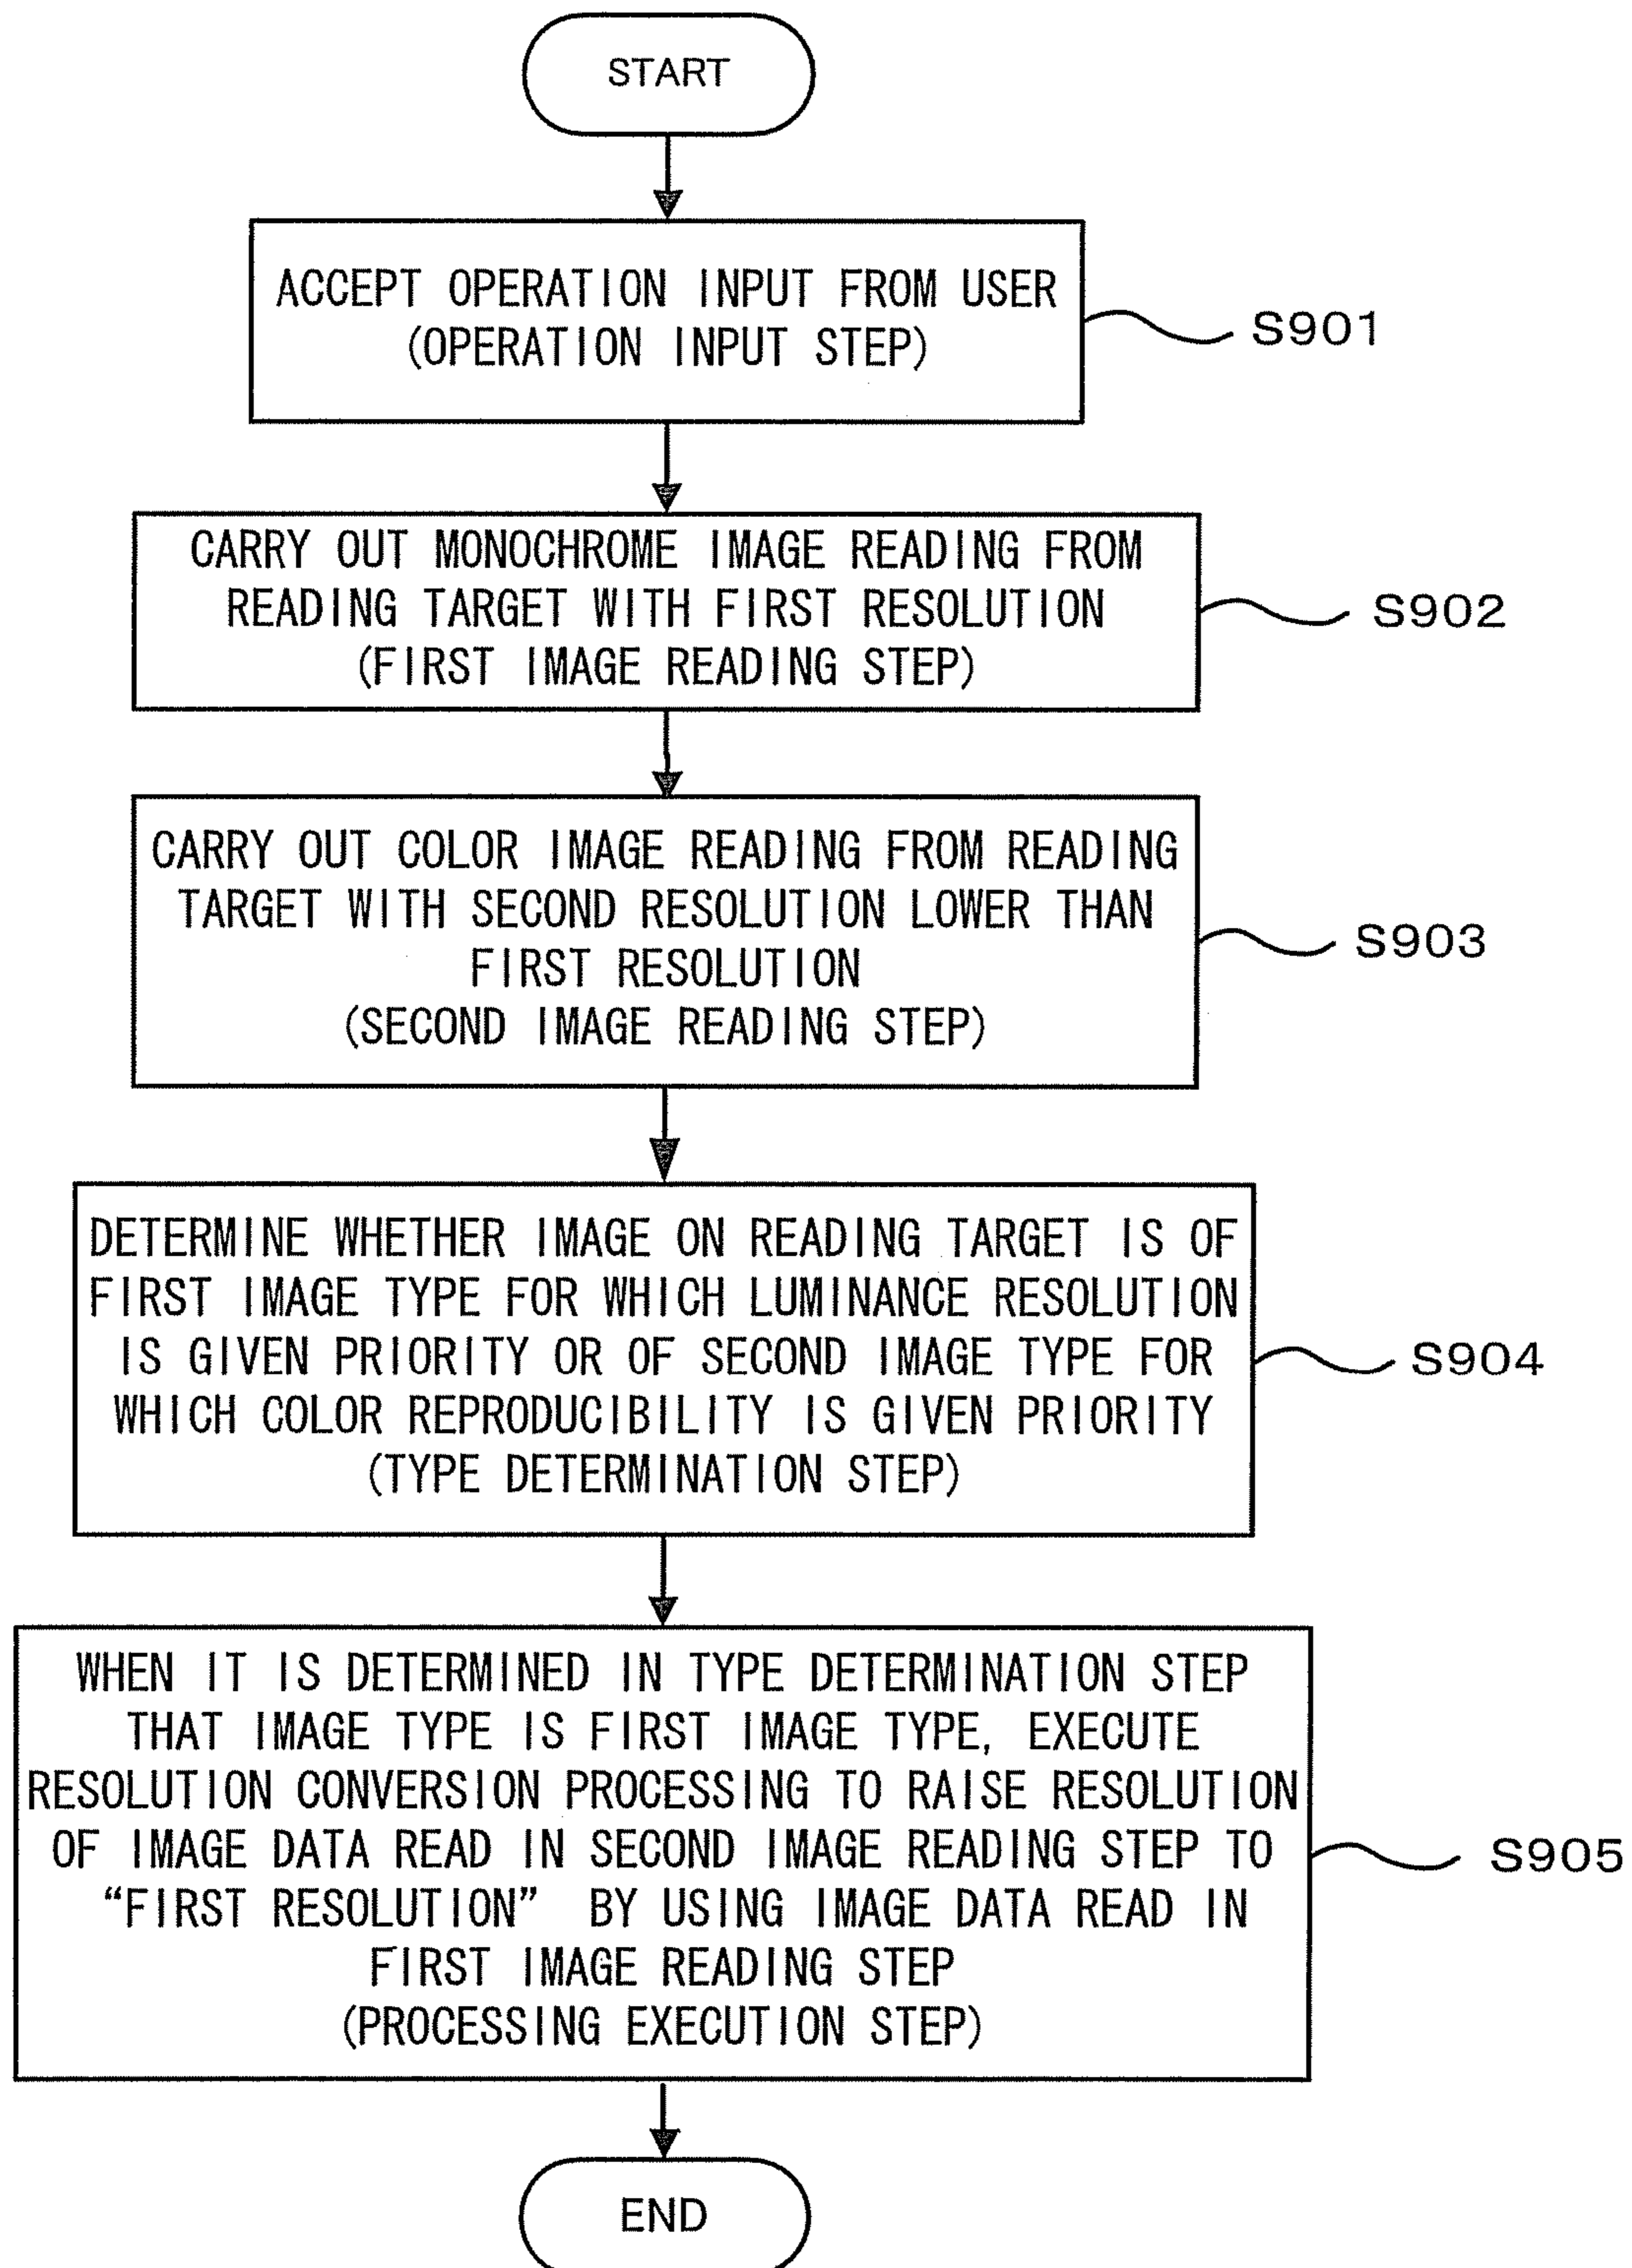 START
ACCEPT OPERATION INPUT FROM USER
(OPERATION INPUT STEP)
S901
CARRY OUT MONOCHROME IMAGE READING FROM
READING TARGET WITH FIRST RESOLUTION
(FIRST IMAGE READING STEP)
S902
CARRY OUT COLOR IMAGE READING FROM READING
TARGET WITH SECOND RESOLUTION LOWER THAN
FIRST RESOLUTION
(SECOND IMAGE READING STEP)
S903
DETERMINE WHETHER IMAGE ON READING TARGET IS OF
FIRST IMAGE TYPE FOR WHICH LUMINANCE RESOLUTION
IS GIVEN PRIORITY OR OF SECOND IMAGE TYPE FOR
WHICH COLOR REPRODUCIBILITY IS GIVEN PRIORITY
(TYPE DETERMINATION STEP)
S904
WHEN IT IS DETERMINED IN TYPE DETERMINATION STEP
THAT IMAGE TYPE IS FIRST IMAGE TYPE, EXECUTE
RESOLUTION CONVERSION PROCESSING TO RAISE RESOLUTION
OF IMAGE DATA READ IN SECOND IMAGE READING STEP TO
“FIRST RESOLUTION” BY USING IMAGE DATA READ IN
FIRST IMAGE READING STEP
(PROCESSING EXECUTION STEP)
S905
END